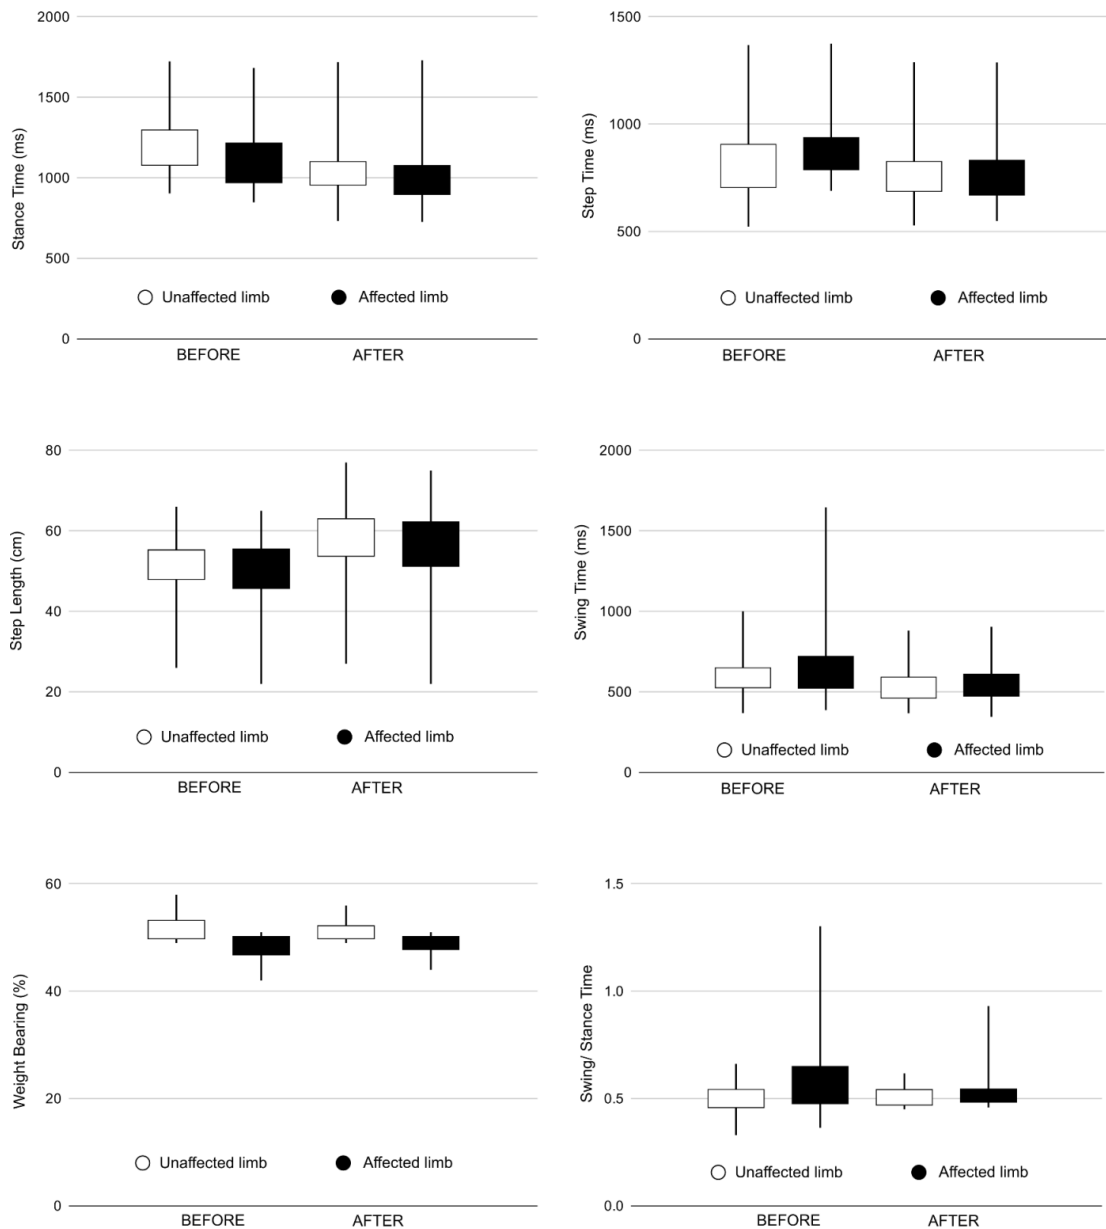 2000
1500
1000
500
0
Stance Time (ms)
Unaffected limb
Affected limb
BEFORE
AFTER
1500
1000
500
0
Step Time (ms)
Unaffected limb
Affected limb
BEFORE
AFTER
80
60
40
20
0
Step Length (cm)
Unaffected limb
Affected limb
BEFORE
AFTER
2000
1500
1000
500
0
Swing Time (ms)
Unaffected limb
Affected limb
BEFORE
AFTER
60
40
20
0
Weight Bearing (%)
Unaffected limb
Affected limb
BEFORE
AFTER
1.5
1.0
0.5
0.0
Swing/ Stance Time
Unaffected limb
Affected limb
BEFORE
AFTER